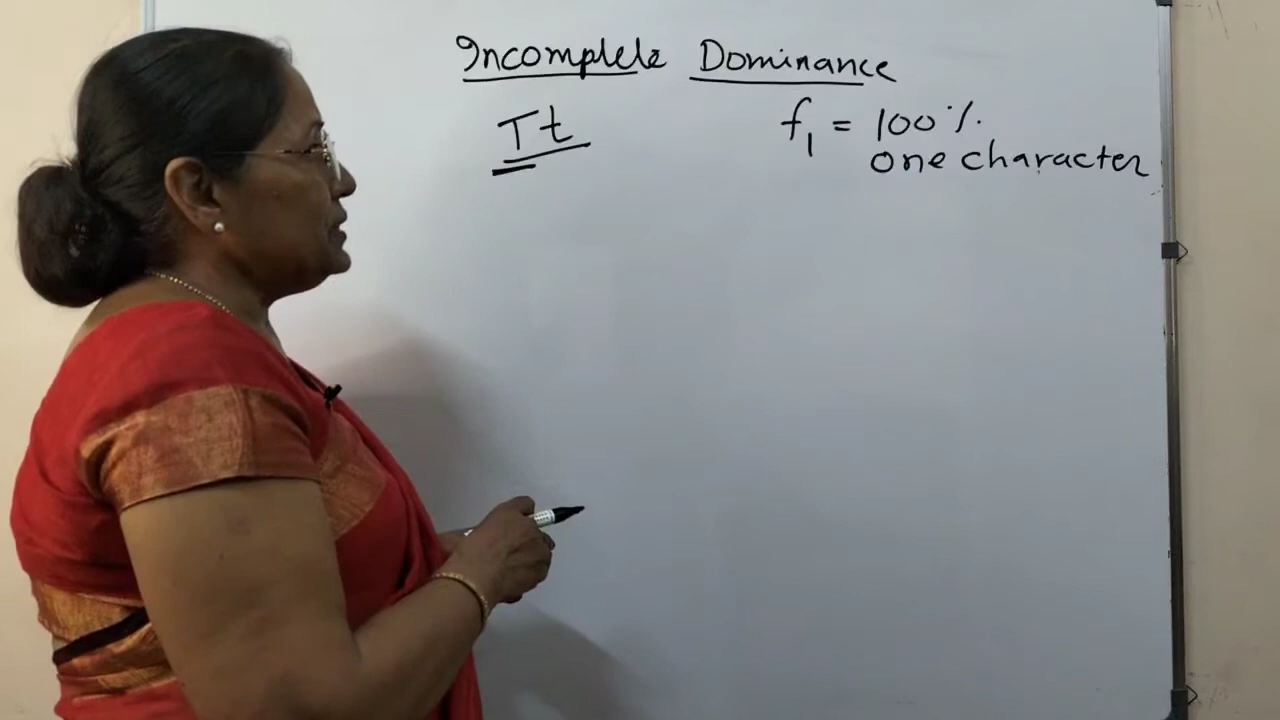 Incomplete Dominance
Tt
f1 = 100%
one character